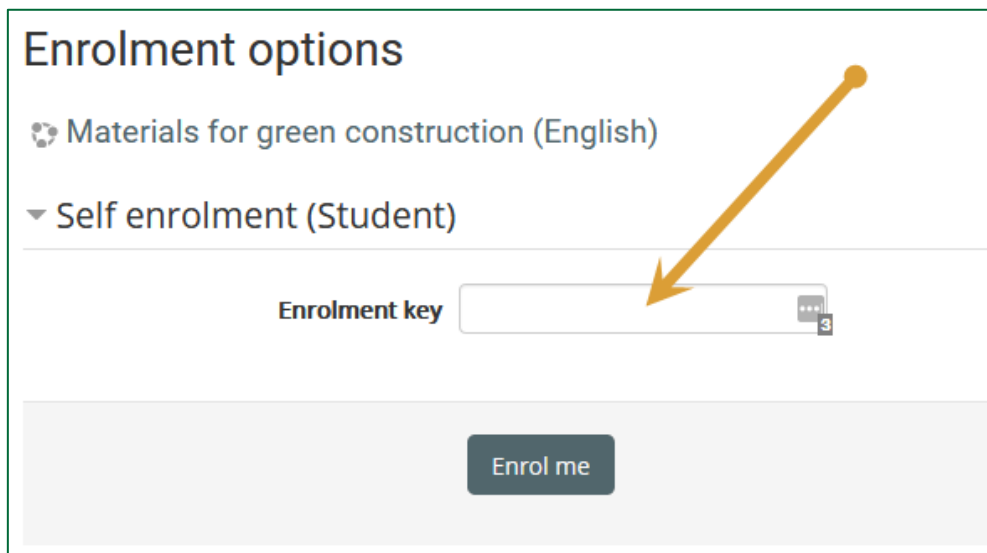 Enrolment options
Materials for green construction (English)
Self enrolment (Student)
Enrolment key
3
Enrol me